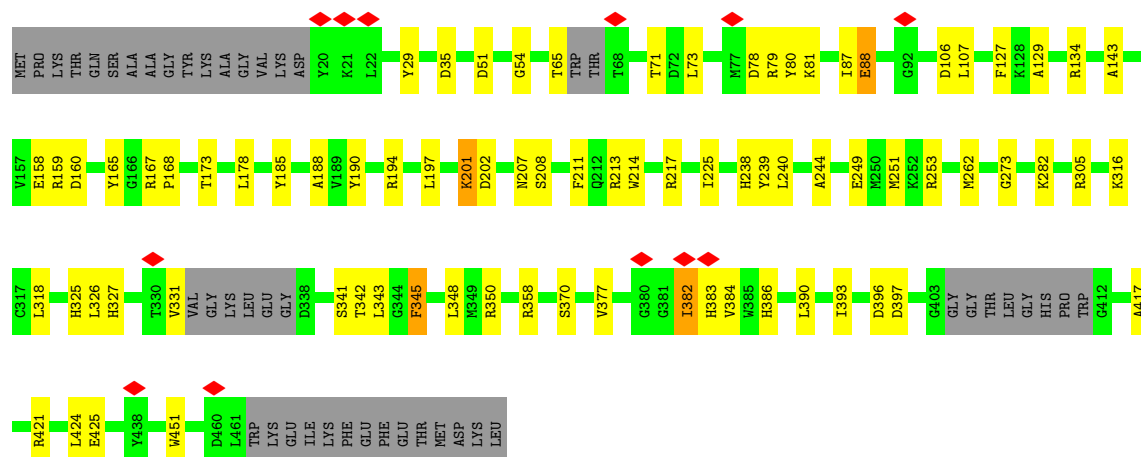 MET PRO LYS THR GLN SER ALA ALA GLY TYR LYS ALA GLY VAL LYS ASP Y20 K21 L22 Y29 D35 D51 G54 T65 TRP THR T68 T71 D72 L73 M77 D78 R79 Y80 K81 I87 E88 G92 D106 L107 F127 K128 A129 R134 A143
V157 E158 R159 D160 Y165 G166 R167 P168 T173 L178 Y185 A188 V189 Y190 R194 L197 K201 D202 N207 S208 F211 Q212 R213 W214 R217 I225 H238 Y239 L240 A244 E249 M250 M251 K252 R253 M262 G273 K282 R305 K316
C317 L318 H325 L326 H327 T330 V331 VAL GLY LYS LEU GLU GLY D338 S341 T342 L343 G344 F345 L348 M349 R350 R358 S370 V377 G380 G381 I382 H383 V384 W385 H386 L390 I393 D396 D397 G403 GLY GLY THR LEU GLY HIS PRO TRP G412 A417
R421 L424 E425 Y438 W451 D460 L461 TRP LYS GLU ILE LYS PHE GLU PHE GLU THR MET ASP LYS LEU